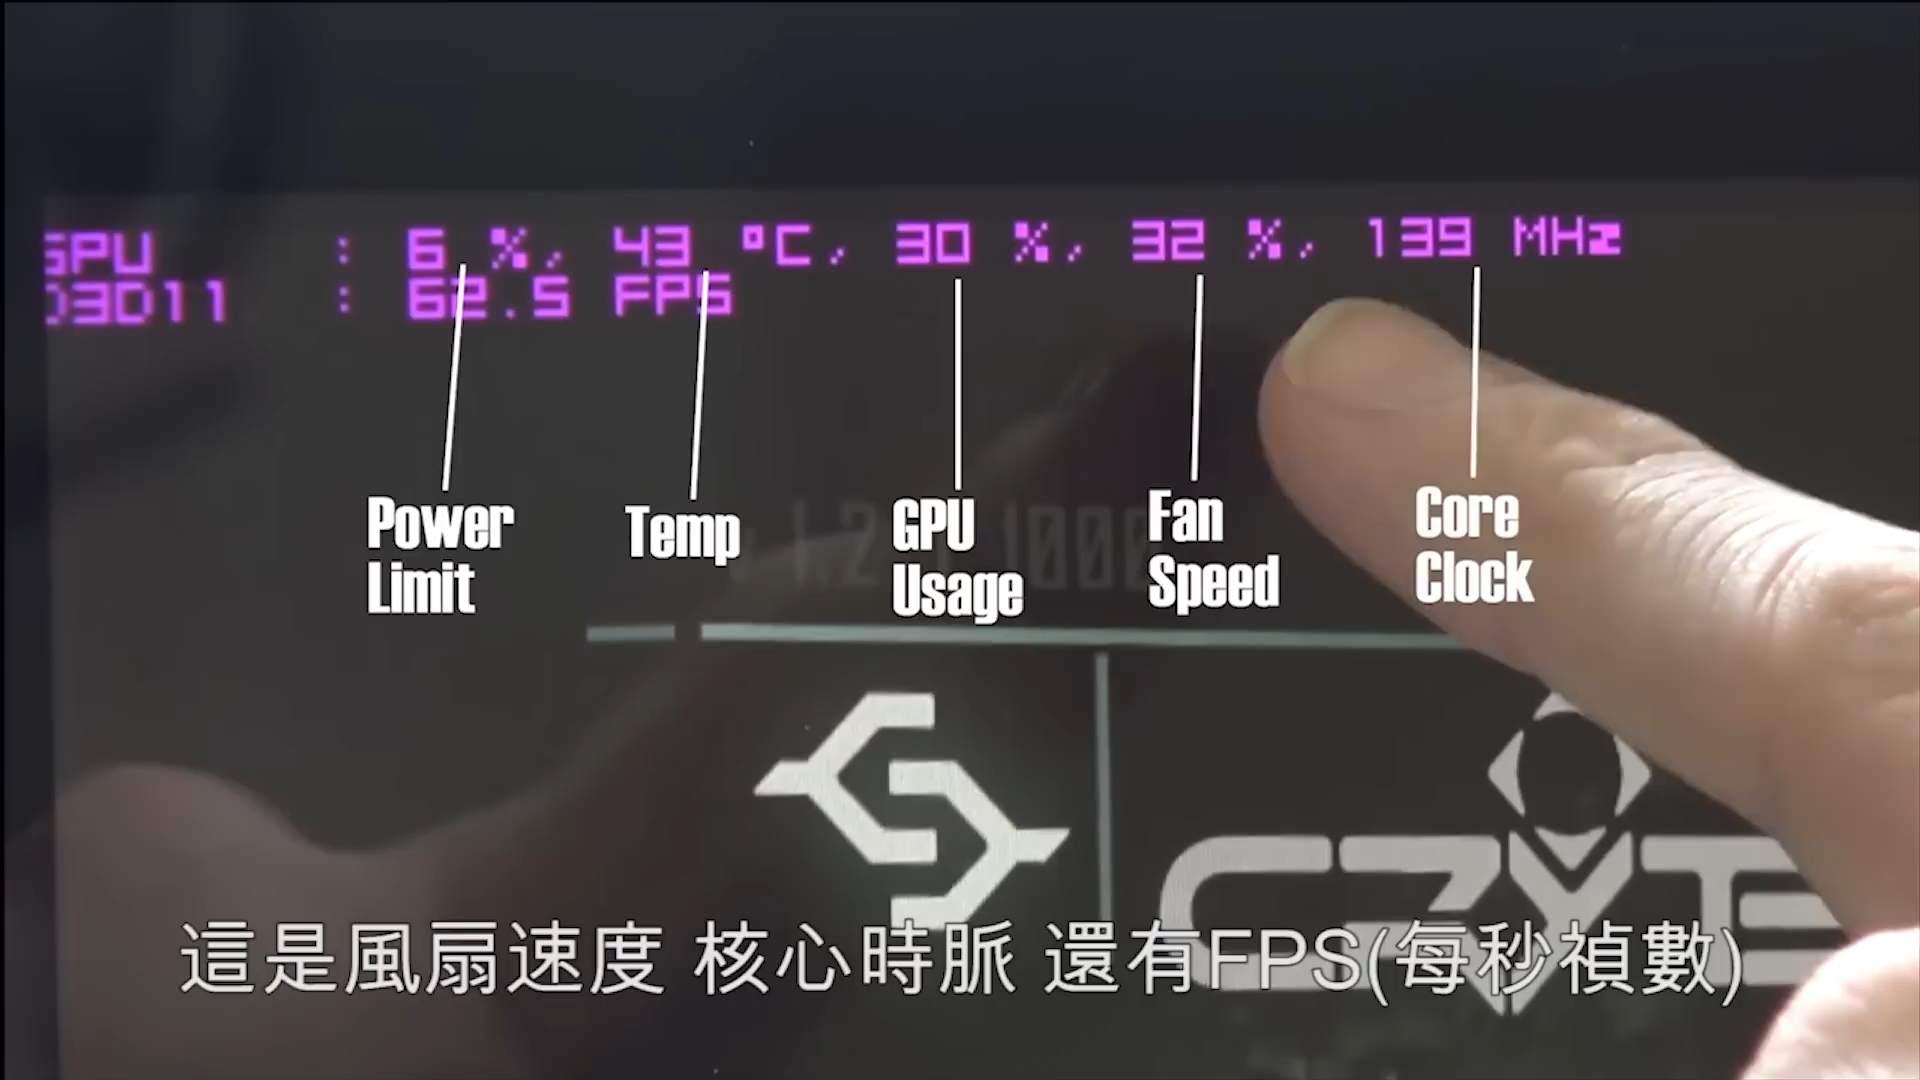 GPU : 6 %, 43 °C, 30 %, 32 %, 139 MHz
D3D11 : 62.5 FPS
Power Limit
Temp
GPU Usage
Fan Speed
Core Clock
這是風扇速度 核心時脈 還有FPS(每秒禎數)